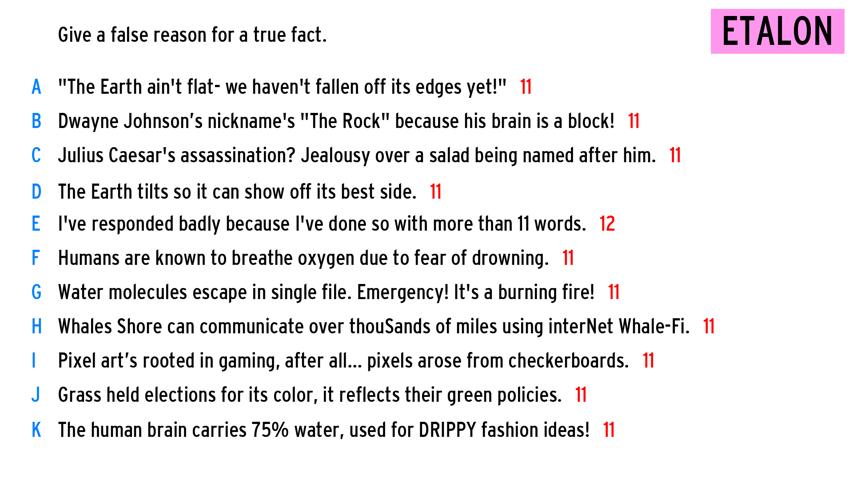 Give a false reason for a true fact.
ETALON
A "The Earth ain't flat- we haven't fallen off its edges yet!" 11
B Dwayne Johnson’s nickname's "The Rock" because his brain is a block! 11
C Julius Caesar's assassination? Jealousy over a salad being named after him. 11
D The Earth tilts so it can show off its best side. 11
E I've responded badly because I've done so with more than 11 words. 12
F Humans are known to breathe oxygen due to fear of drowning. 11
G Water molecules escape in single file. Emergency! It's a burning fire! 11
H Whales Shore can communicate over thouSands of miles using interNet Whale-Fi. 11
I Pixel art’s rooted in gaming, after all... pixels arose from checkerboards. 11
J Grass held elections for its color, it reflects their green policies. 11
K The human brain carries 75% water, used for DRIPPY fashion ideas! 11